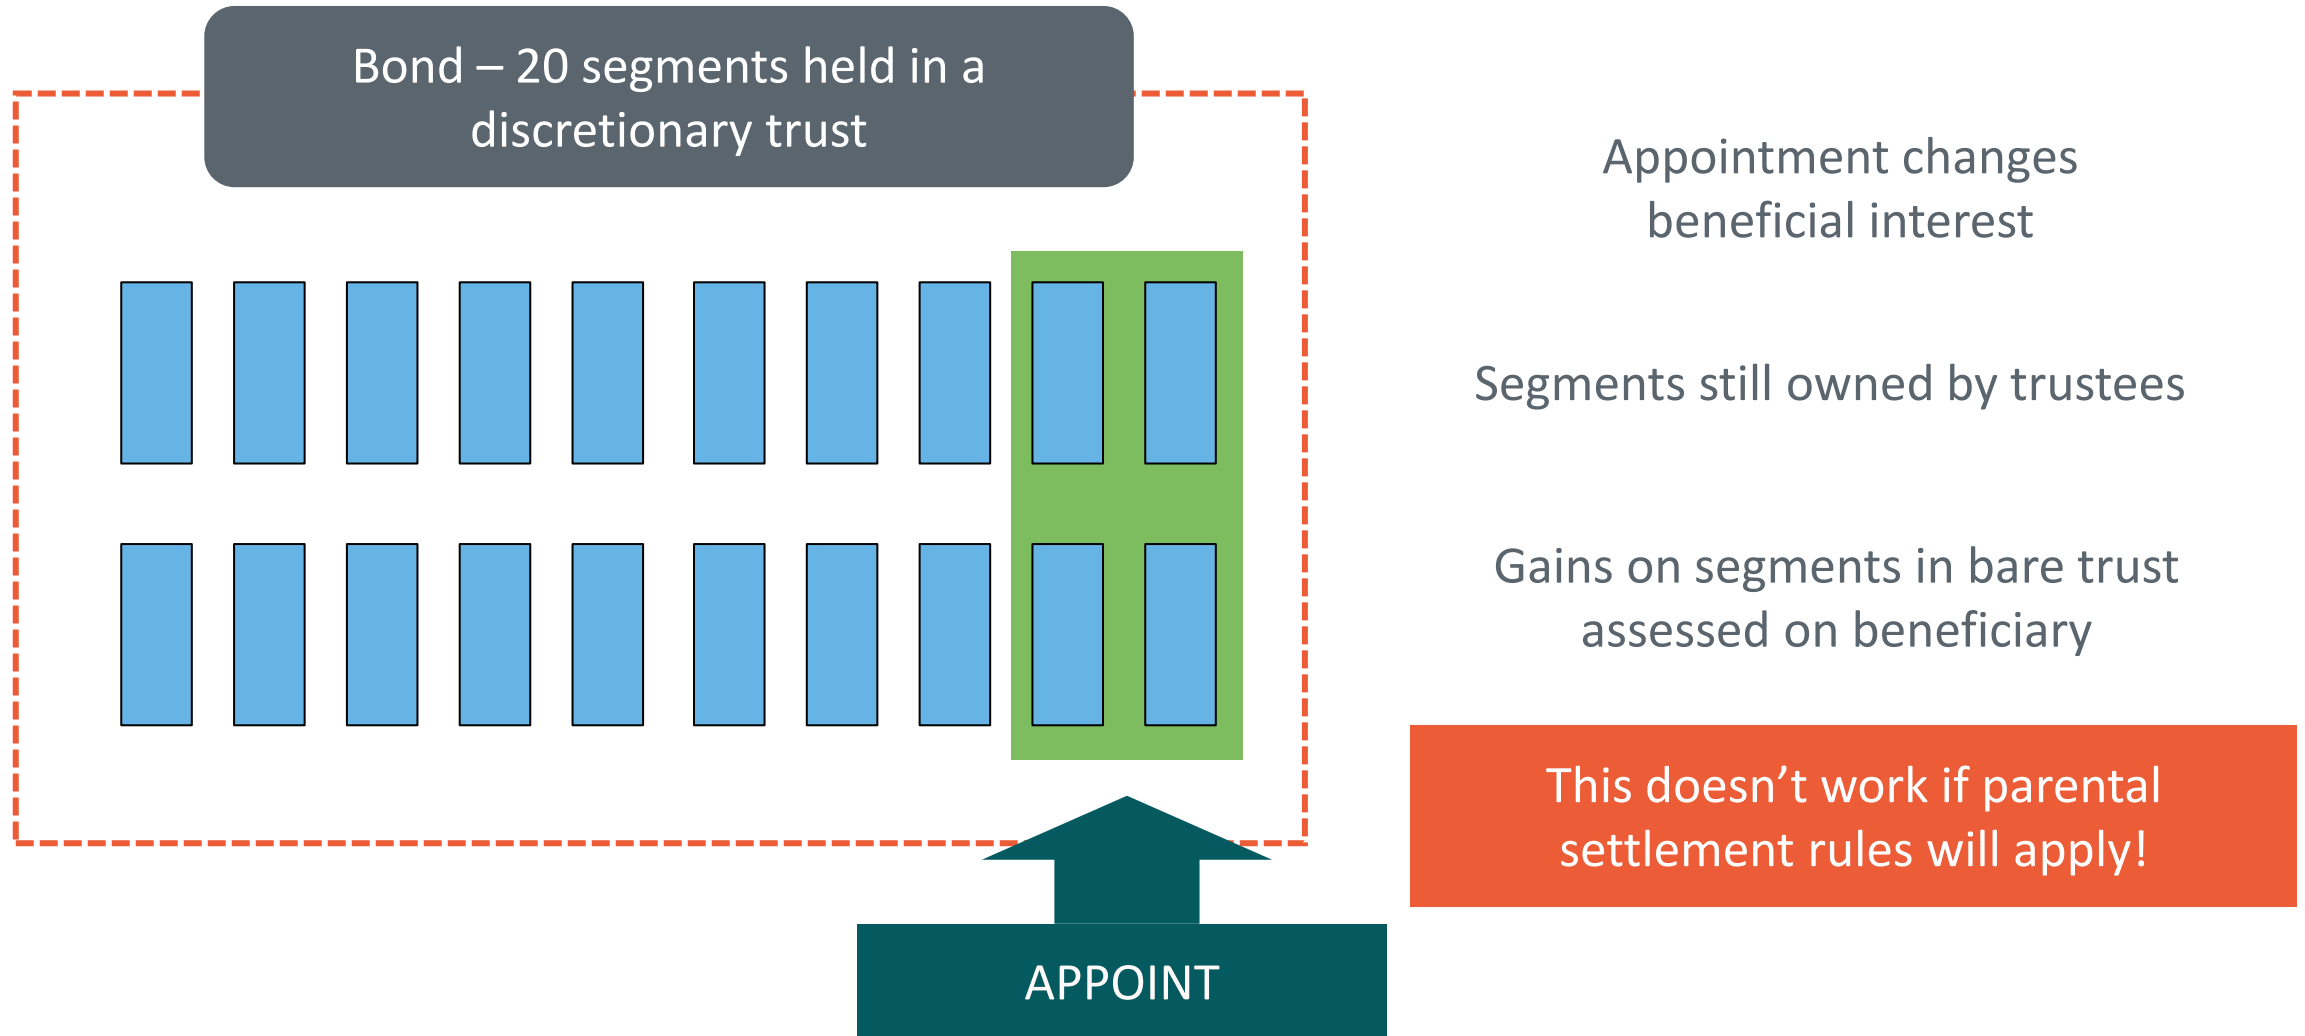 Bond – 20 segments held in a
discretionary trust
Appointment changes
beneficial interest
Segments still owned by trustees
Gains on segments in bare trust
assessed on beneficiary
This doesn’t work if parental
settlement rules will apply!
APPOINT